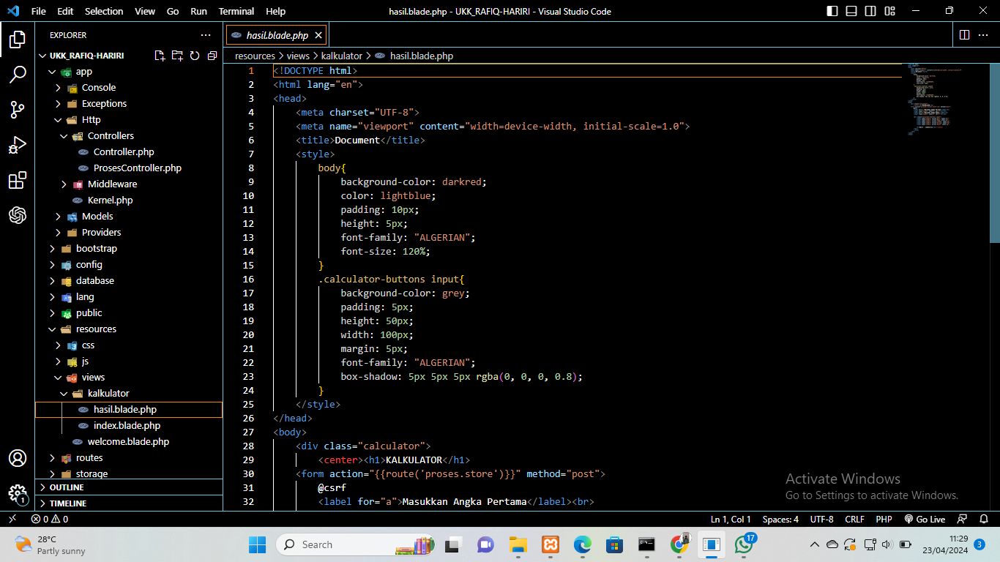 File Edit Selection View Go Run Terminal Help
hasil.blade.php - UKK_RAFIQ-HARIRI - Visual Studio Code
EXPLORER
UKK_RAFIQ-HARIRI
app
Console
Exceptions
Http
Controllers
Controller.php
ProsesController.php
Middleware
Kernel.php
Models
Providers
bootstrap
config
database
lang
public
resources
css
js
views
kalkulator
hasil.blade.php
index.blade.php
welcome.blade.php
routes
storage
OUTLINE
TIMELINE
hasil.blade.php
resources > views > kalkulator > hasil.blade.php
1 <!DOCTYPE html>
2 <html lang="en">
3 <head>
4 <meta charset="UTF-8">
5 <meta name="viewport" content="width=device-width, initial-scale=1.0">
6 <title>Document</title>
7 <style>
8 body{
9 background-color: darkred;
10 color: lightblue;
11 padding: 10px;
12 height: 5px;
13 font-family: "ALGERIAN";
14 font-size: 120%;
15 }
16 .calculator-buttons input{
17 background-color: grey;
18 padding: 5px;
19 height: 50px;
20 width: 100px;
21 margin: 5px;
22 font-family: "ALGERIAN";
23 box-shadow: 5px 5px 5px rgba(0, 0, 0, 0.8);
24 }
25 </style>
26 </head>
27 <body>
28 <div class="calculator">
29 <center><h1>KALKULATOR</h1>
30 <form action="{{route('proses.store')}}" method="post">
31 @csrf
32 <label for="a">Masukkan Angka Pertama</label><br>
Activate Windows
Go to Settings to activate Windows.
1
0 0
Ln 1, Col 1 Spaces: 4 UTF-8 CRLF PHP Go Live
28°C
Partly sunny
Search
17
11:29
23/04/2024
3